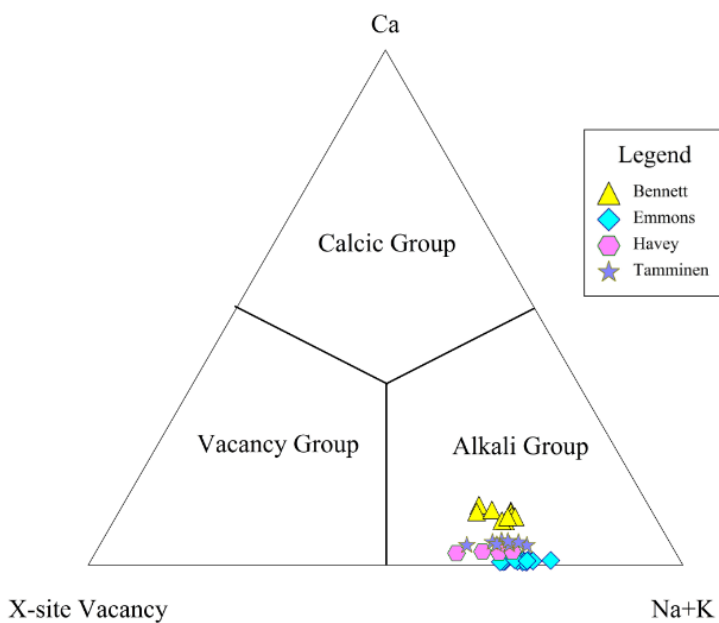 Ca
Legend
Bennett
Emmons
Havey
Tamminen
Calcic Group
Vacancy Group
Alkali Group
X-site Vacancy
Na+K